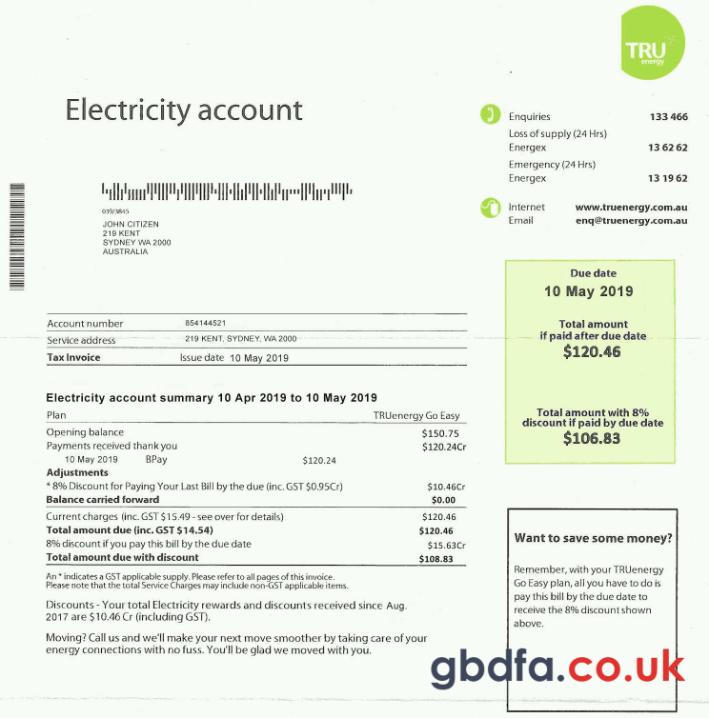 TRU
energy
Electricity account
Enquiries 133 466
Loss of supply (24 Hrs)
Energex 13 62 62
Emergency (24 Hrs)
Energex 13 19 62
Internet www.truenergy.com.au
Email enq@truenergy.com.au
JOHN CITIZEN
219 KENT
SYDNEY WA 2000
AUSTRALIA
Due date
10 May 2019
Total amount
if paid after due date
$120.46
Total amount with 8%
discount if paid by due date
$106.83
Account number 854144521
Service address 219 KENT, SYDNEY, WA 2000
Tax Invoice Issue date 10 May 2019
Electricity account summary 10 Apr 2019 to 10 May 2019
Plan TRUenergy Go Easy
Opening balance $150.75
Payments received thank you $120.24Cr
10 May 2019 BPay $120.24
Adjustments
* 8% Discount for Paying Your Last Bill by the due (inc. GST $0.95Cr) $10.46Cr
Balance carried forward $0.00
Current charges (inc. GST $15.49 - see over for details) $120.46
Total amount due (inc. GST $14.54) $120.46
8% discount if you pay this bill by the due date $15.63Cr
Total amount due with discount $108.83
An * indicates a GST applicable supply. Please refer to all pages of this invoice.
Please note that the total Service Charges may include non-GST applicable items.
Discounts - Your total Electricity rewards and discounts received since Aug.
2017 are $10.46 Cr (including GST).
Moving? Call us and we'll make your next move smoother by taking care of your
energy connections with no fuss. You'll be glad we moved with you.
Want to save some money?
Remember, with your TRUenergy
Go Easy plan, all you have to do is
pay this bill by the due date to
receive the 8% discount shown
above.
gbdfa.co.uk